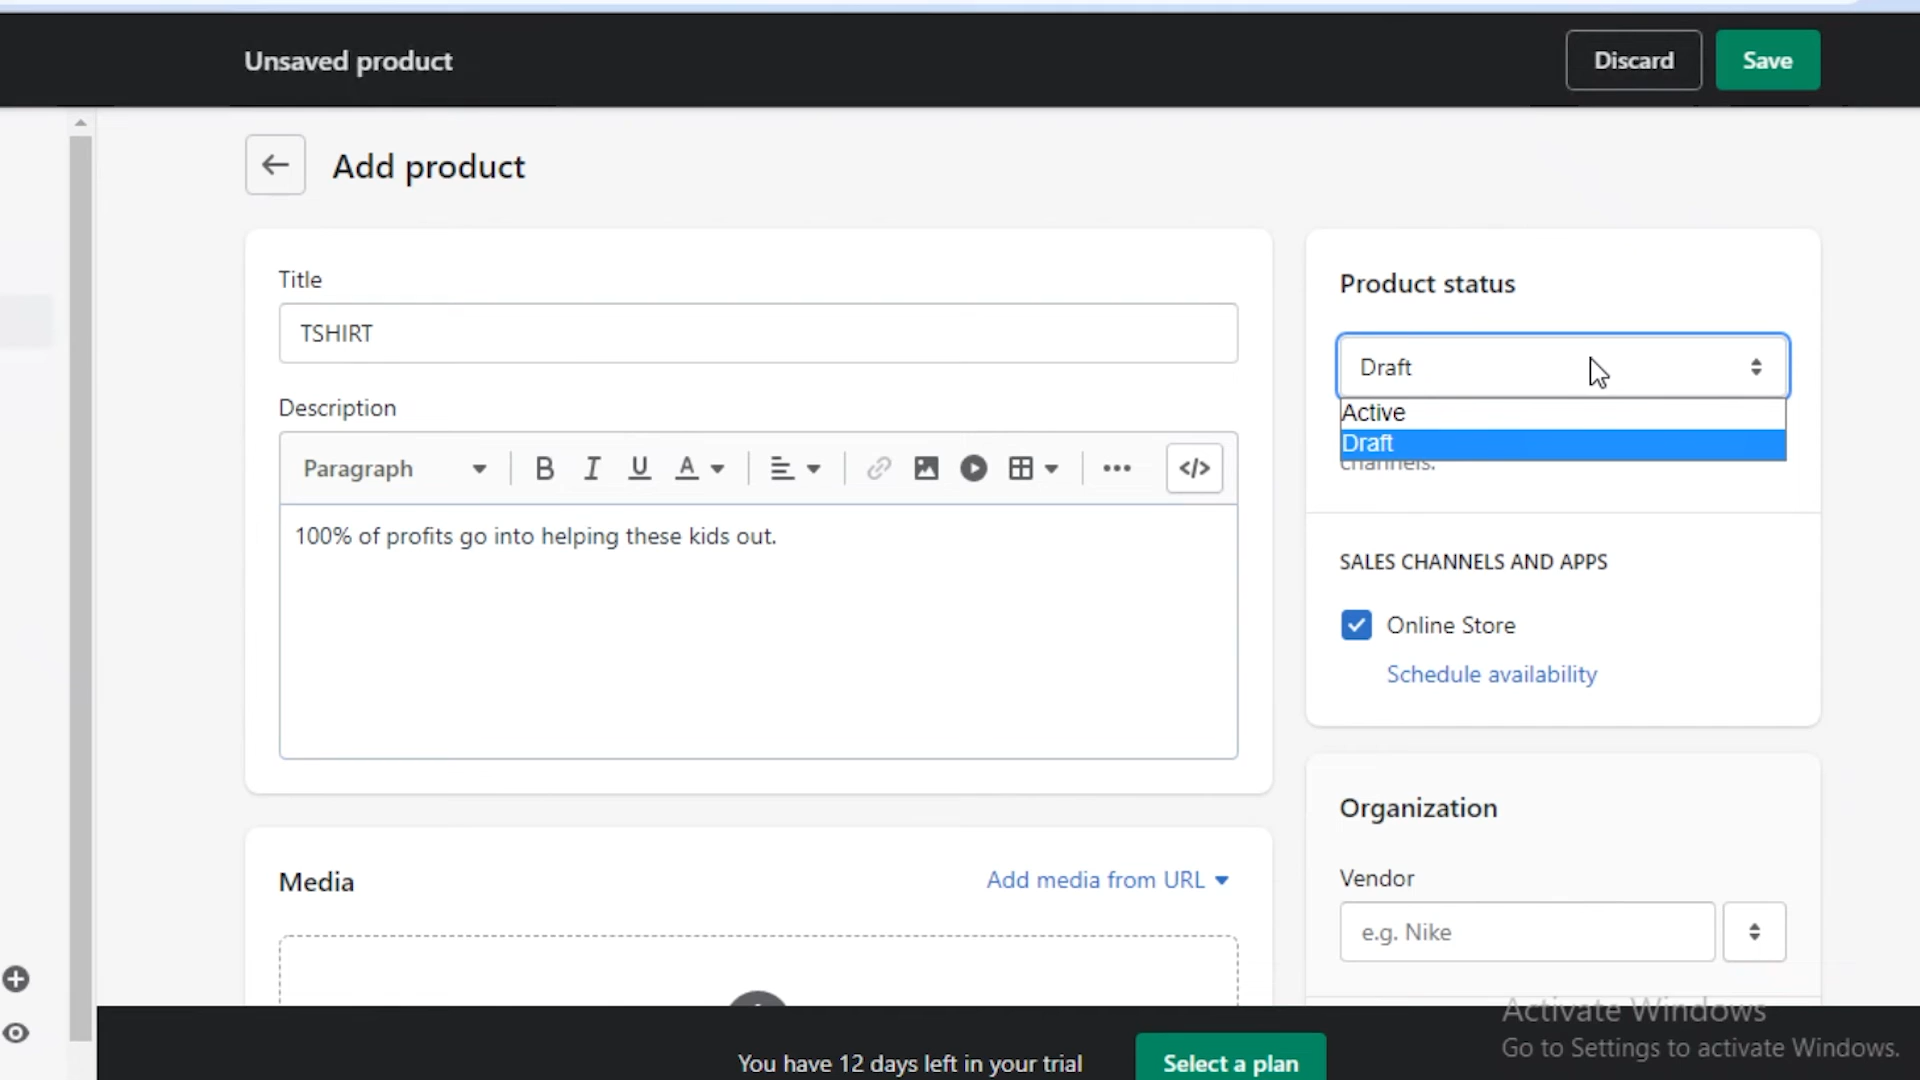 Unsaved product
Discard
Save
Add product
Title
TSHIRT
Description
Paragraph
B I U A
</>
100% of profits go into helping these kids out.
Media
Add media from URL
Product status
Draft
Active
Draft
channels.
SALES CHANNELS AND APPS
Online Store
Schedule availability
Organization
Vendor
e.g. Nike
You have 12 days left in your trial
Select a plan
Activate Windows
Go to Settings to activate Windows.